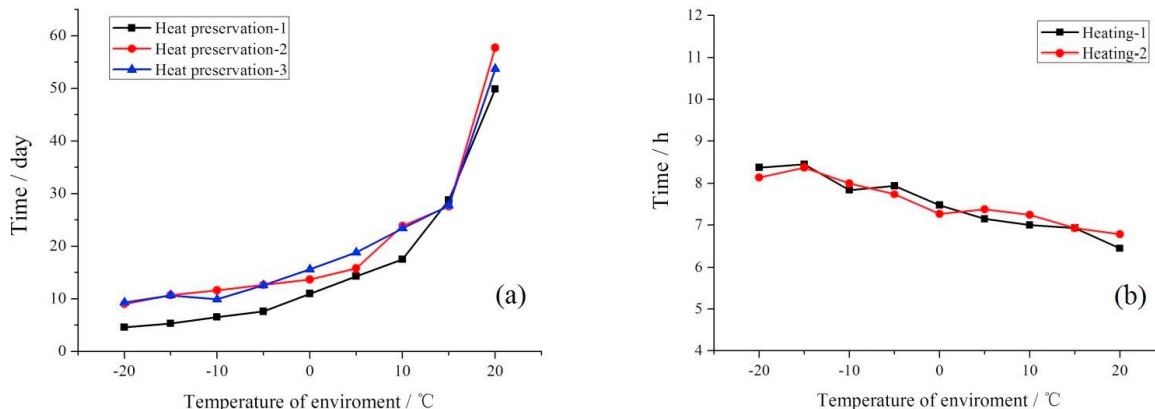 Heat preservation-1
Heat preservation-2
Heat preservation-3
60
50
40
30
20
10
0
Time / day
-20
-10
0
10
20
Temperature of enviroment / ℃
(a)
Heating-1
Heating-2
12
11
10
9
8
7
6
5
4
Time / h
-20
-10
0
10
20
Temperature of enviroment / ℃
(b)